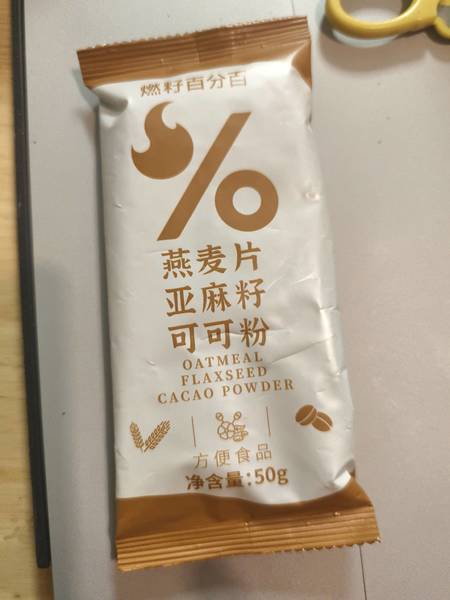 燃籽百分百
%
燕麦片
亚麻籽
可可粉
OATMEAL
FLAXSEED
CACAO POWDER
方便食品
净含量:50g